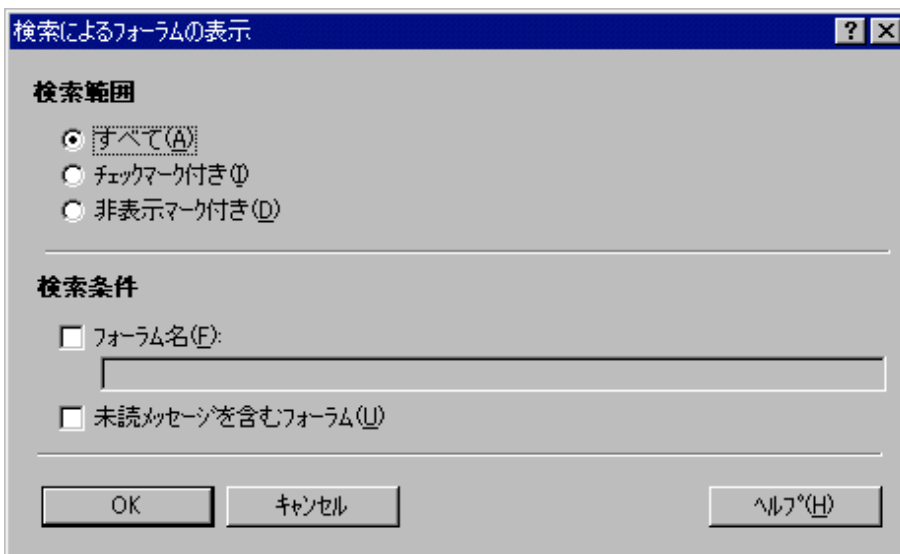 検索によるフォーラムの表示
検索範囲
すべて(A)
チェックマーク付き(I)
非表示マーク付き(D)
検索条件
フォーラム名(F):
未読メッセージを含むフォーラム(U)
OK キャンセル ヘルプ(H)